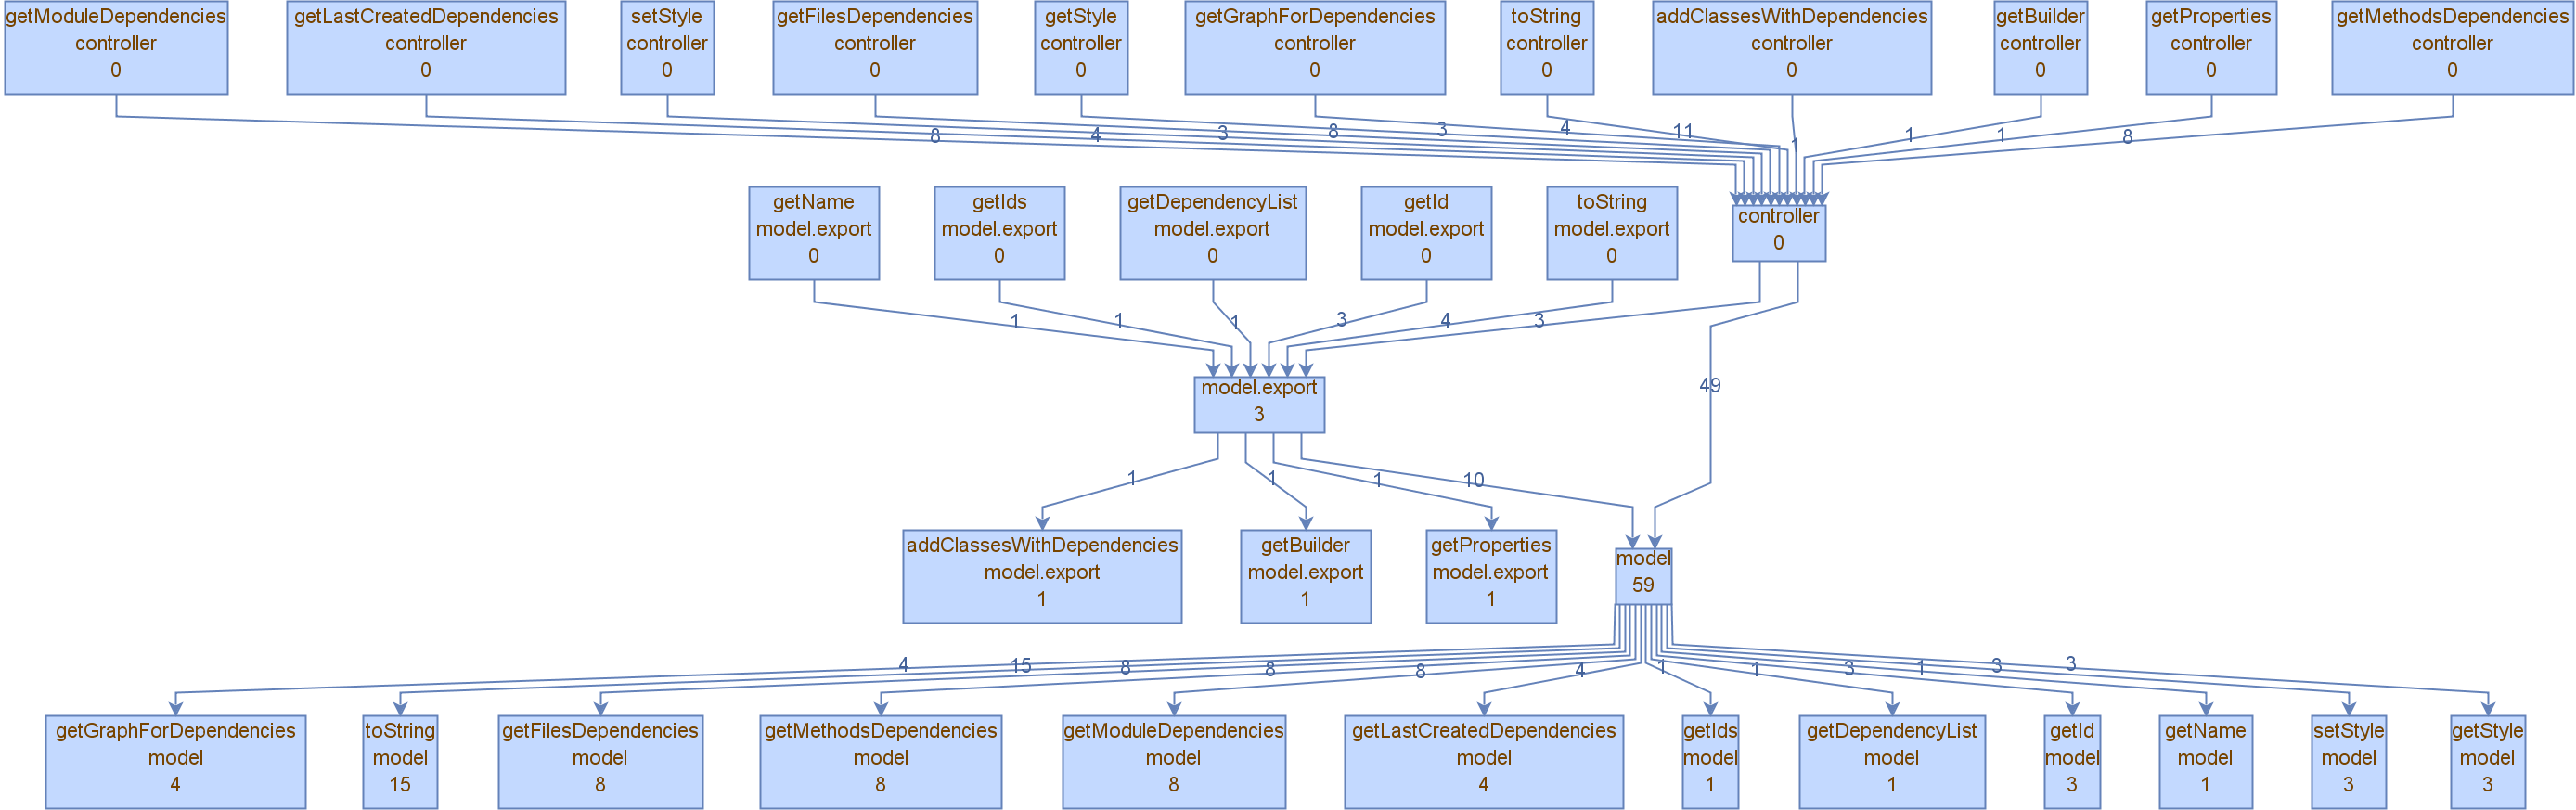 getModuleDependencies
controller
0
getLastCreatedDependencies
controller
0
setStyle
controller
0
getFilesDependencies
controller
0
getStyle
controller
0
getGraphForDependencies
controller
0
toString
controller
0
addClassesWithDependencies
controller
0
getBuilder
controller
0
getProperties
controller
0
getMethodsDependencies
controller
0
8
4
3
8
3
4
11
1
1
1
8
getName
model.export
0
getIds
model.export
0
getDependencyList
model.export
0
getId
model.export
0
toString
model.export
0
controller
0
1
1
1
3
4
3
49
model.export
3
1
1
1
10
addClassesWithDependencies
model.export
1
getBuilder
model.export
1
getProperties
model.export
1
model
59
4
15
8
8
8
4
1
1
3
1
3
3
getGraphForDependencies
model
4
toString
model
15
getFilesDependencies
model
8
getMethodsDependencies
model
8
getModuleDependencies
model
8
getLastCreatedDependencies
model
4
getIds
model
1
getDependencyList
model
1
getId
model
3
getName
model
1
setStyle
model
3
getStyle
model
3